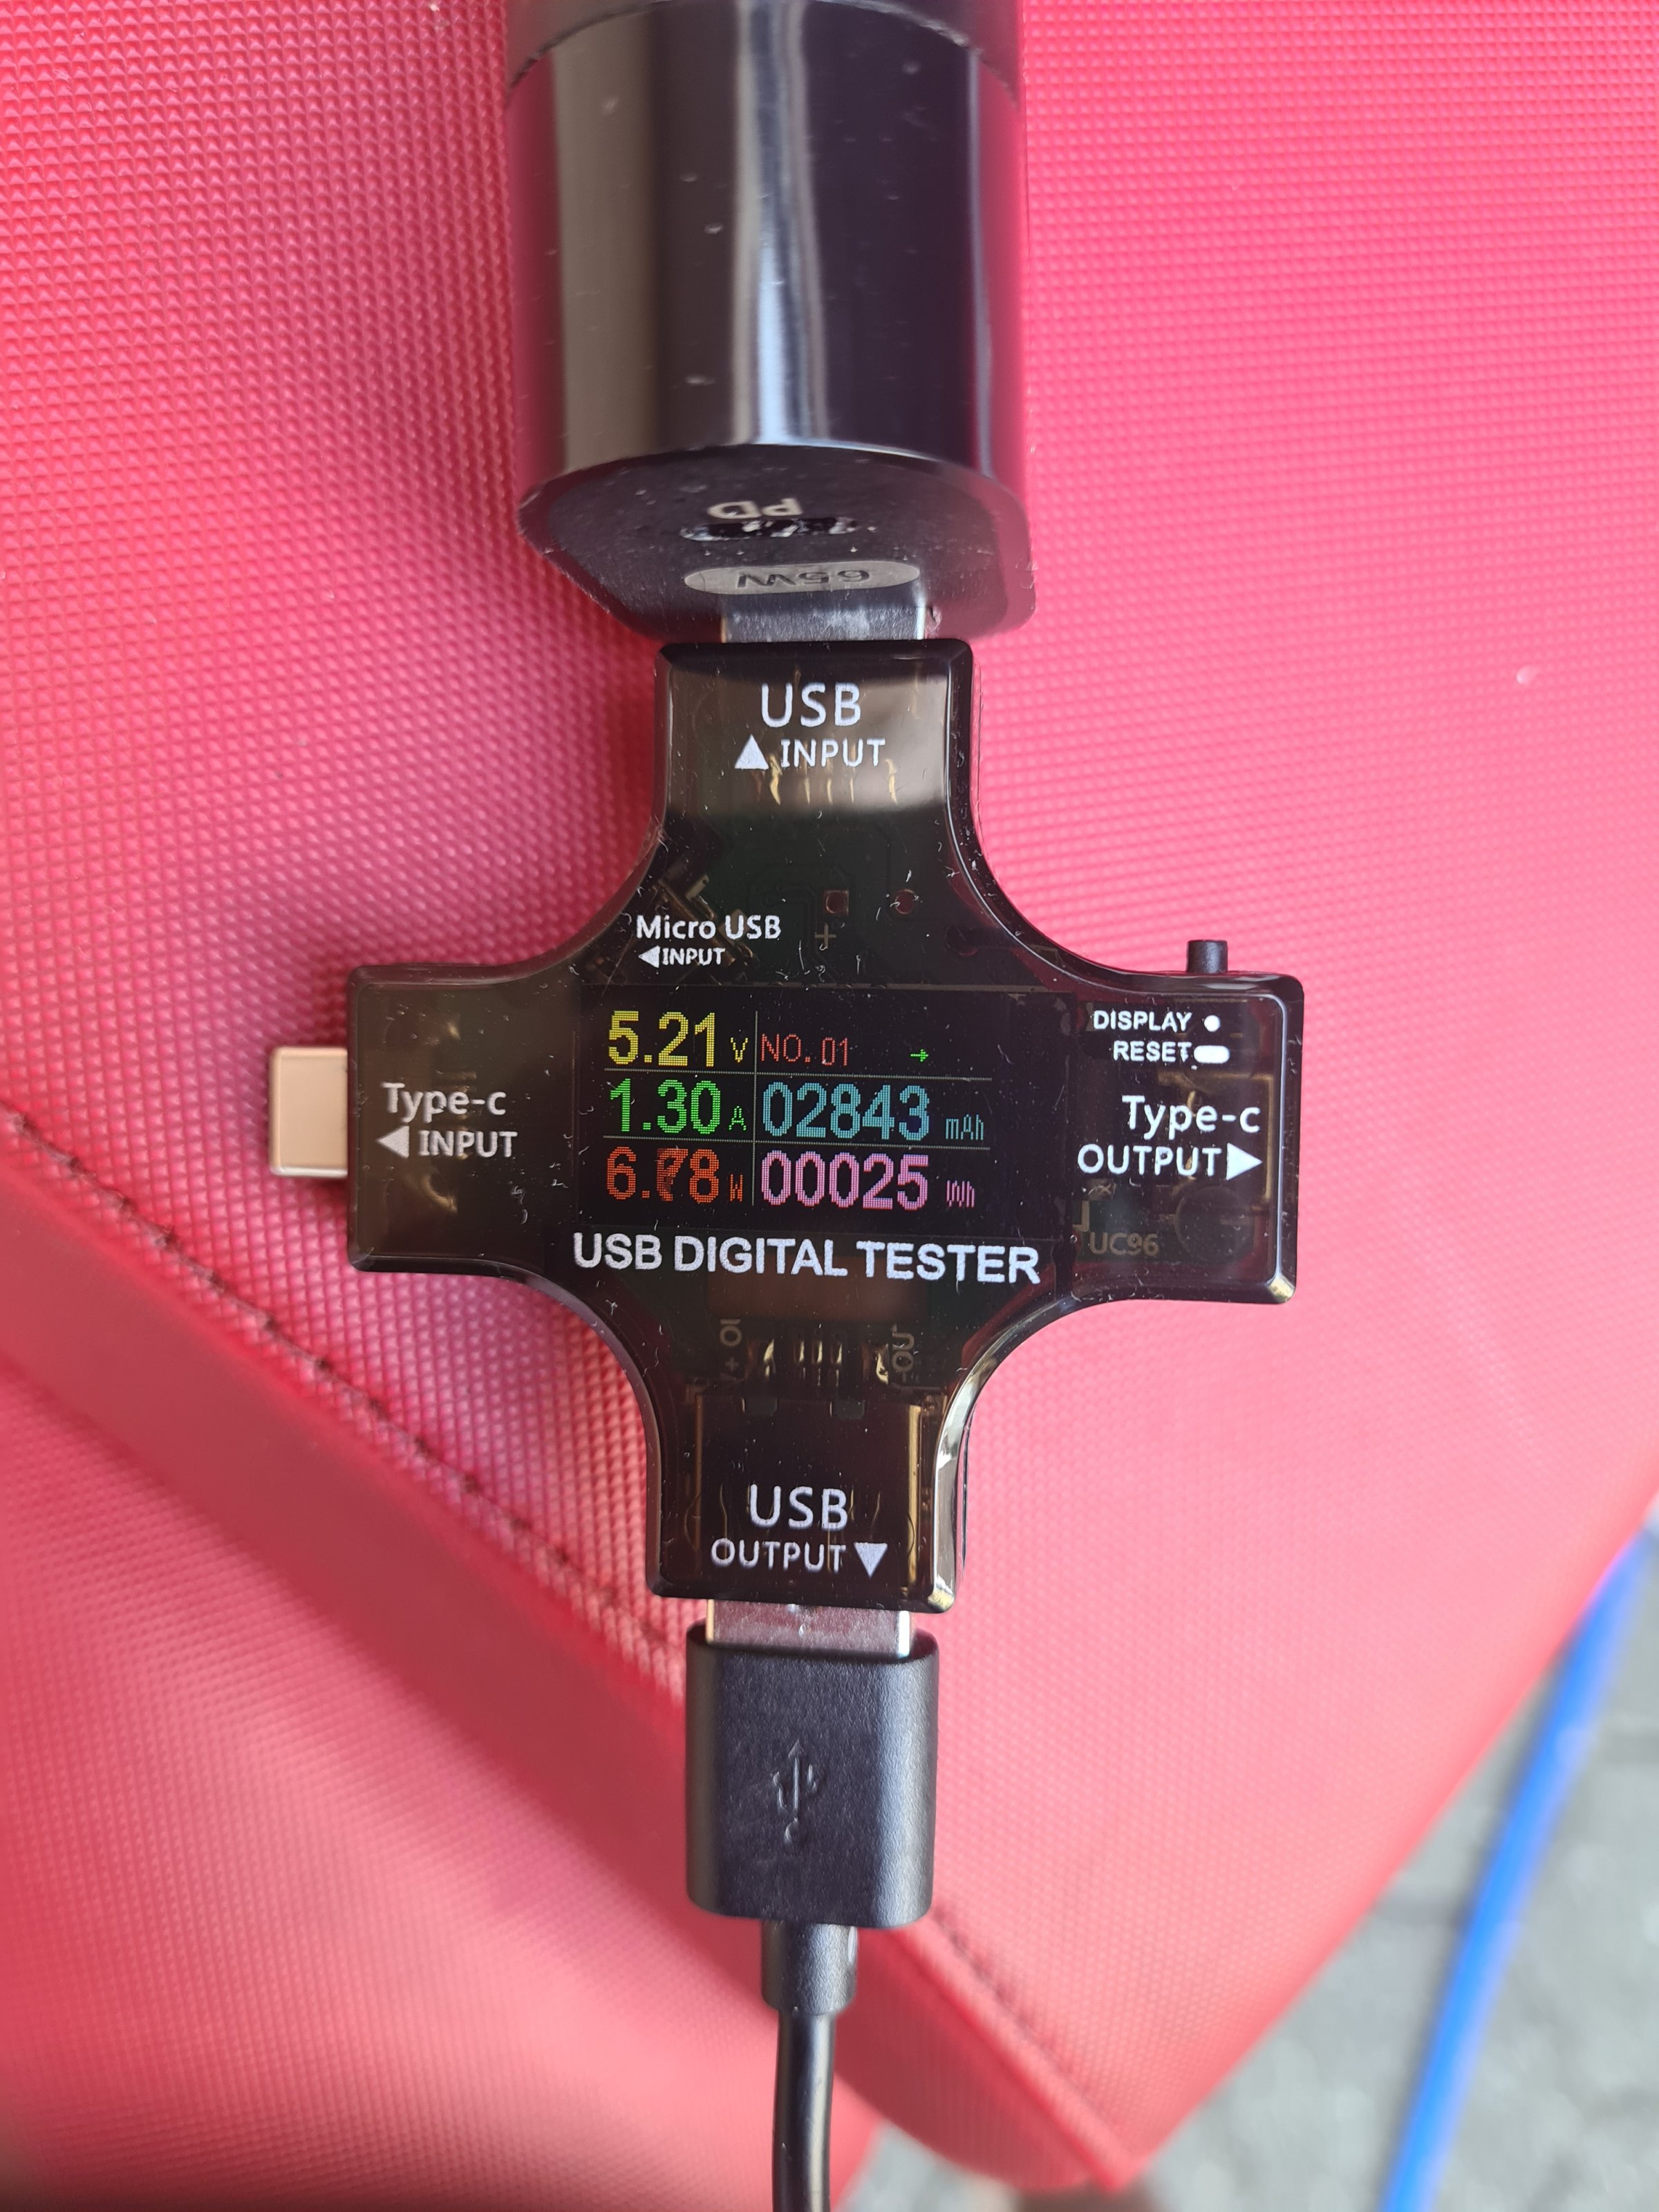 PD
65W
USB
▲ INPUT
Micro USB
◀ INPUT
+
5.21 V NO. 01 →
1.30 A 02843 mAh
W 00025 Wh
DISPLAY ●
RESET
Type-c
◀ INPUT
Type-c
OUTPUT ▶
UC96
USB DIGITAL TESTER
USB
OUTPUT ▼